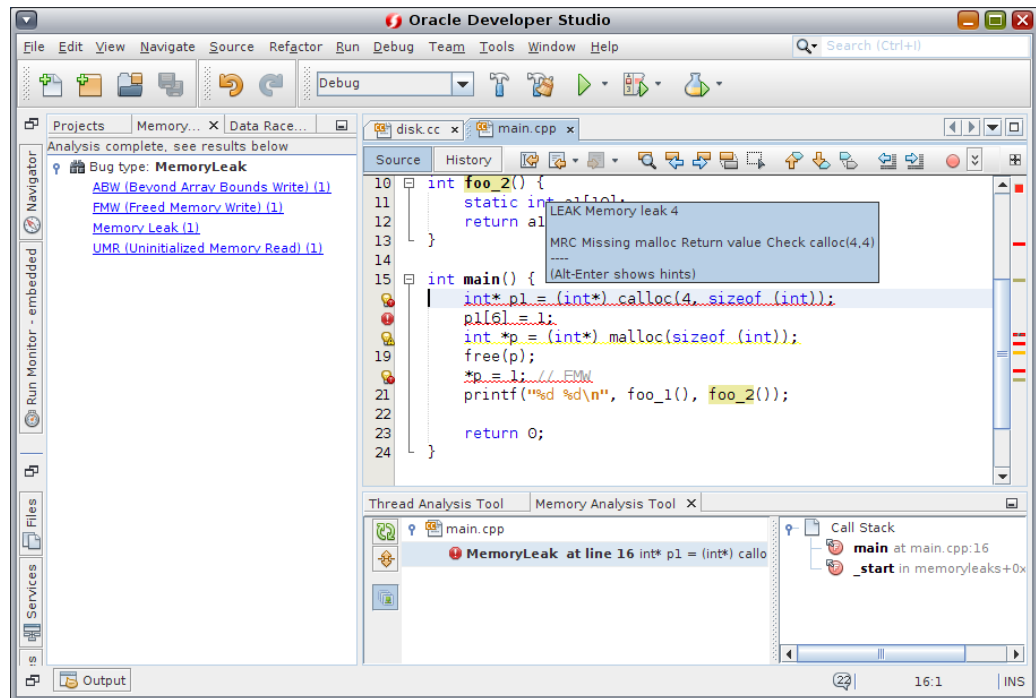 Oracle Developer Studio
File Edit View Navigate Source Refactor Run Debug Team Tools Window Help
Search (Ctrl+I)
Debug
Projects Memory... X Data Race...
Analysis complete, see results below
Bug type: MemoryLeak
ABW (Beyond Array Bounds Write) (1)
FMW (Freed Memory Write) (1)
Memory Leak (1)
UMR (Uninitialized Memory Read) (1)
Navigator
Run Monitor - embedded
Files
Services
disk.cc x main.cpp x
Source History
10 int foo_2() {
11 static int a1[10];
12 return a1
13 }
14
15 int main() {
int* p1 = (int*) calloc(4, sizeof (int));
p1[6] = 1;
int *p = (int*) malloc(sizeof (int));
19 free(p);
*p = 1; // FMW
21 printf("%d %d\n", foo_1(), foo_2());
22
23 return 0;
24 }
LEAK Memory leak 4
MRC Missing malloc Return value Check calloc(4,4)
----
(Alt-Enter shows hints)
Thread Analysis Tool Memory Analysis Tool X
main.cpp
MemoryLeak at line 16 int* p1 = (int*) callo
Call Stack
main at main.cpp:16
_start in memoryleaks+0x
Output
22 16:1 INS